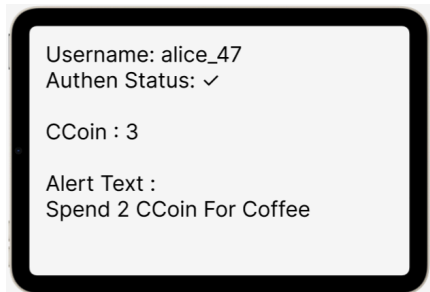 Username: alice_47
Authen Status: ✓
CCoin : 3
Alert Text :
Spend 2 CCoin For Coffee